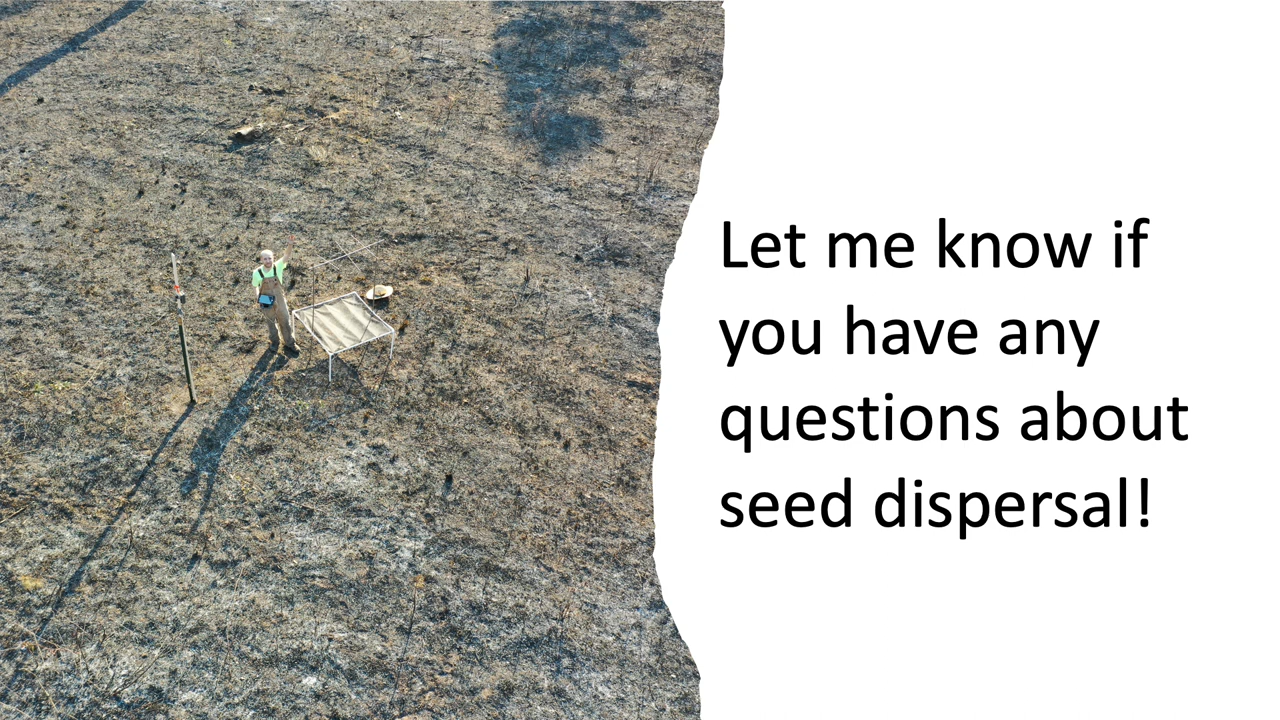 Let me know if
you have any
questions about
seed dispersal!